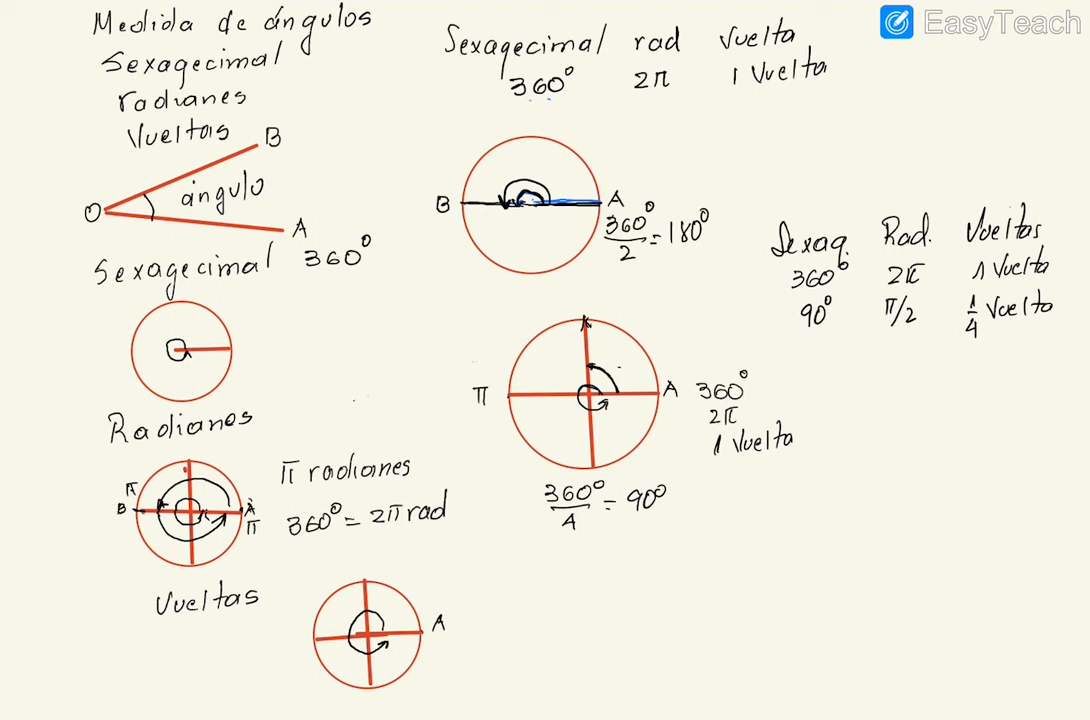 Medida de ángulos
Sexagecimal
radianes
Vueltas
B
O
ángulo
A
Sexagecimal 360°
Radianes
π
B
A
π
π radianes
360° = 2π rad
Vueltas
A
Sexagecimal rad Vuelta
360° 2π 1 Vuelta
B
A
360°/2 = 180°
π
A
360°
2π
1 Vuelta
360°/4 = 90°
EasyTeach
Sexag. Rad. Vueltas
360° 2π 1 Vuelta
90° π/2 1/4 Vuelto